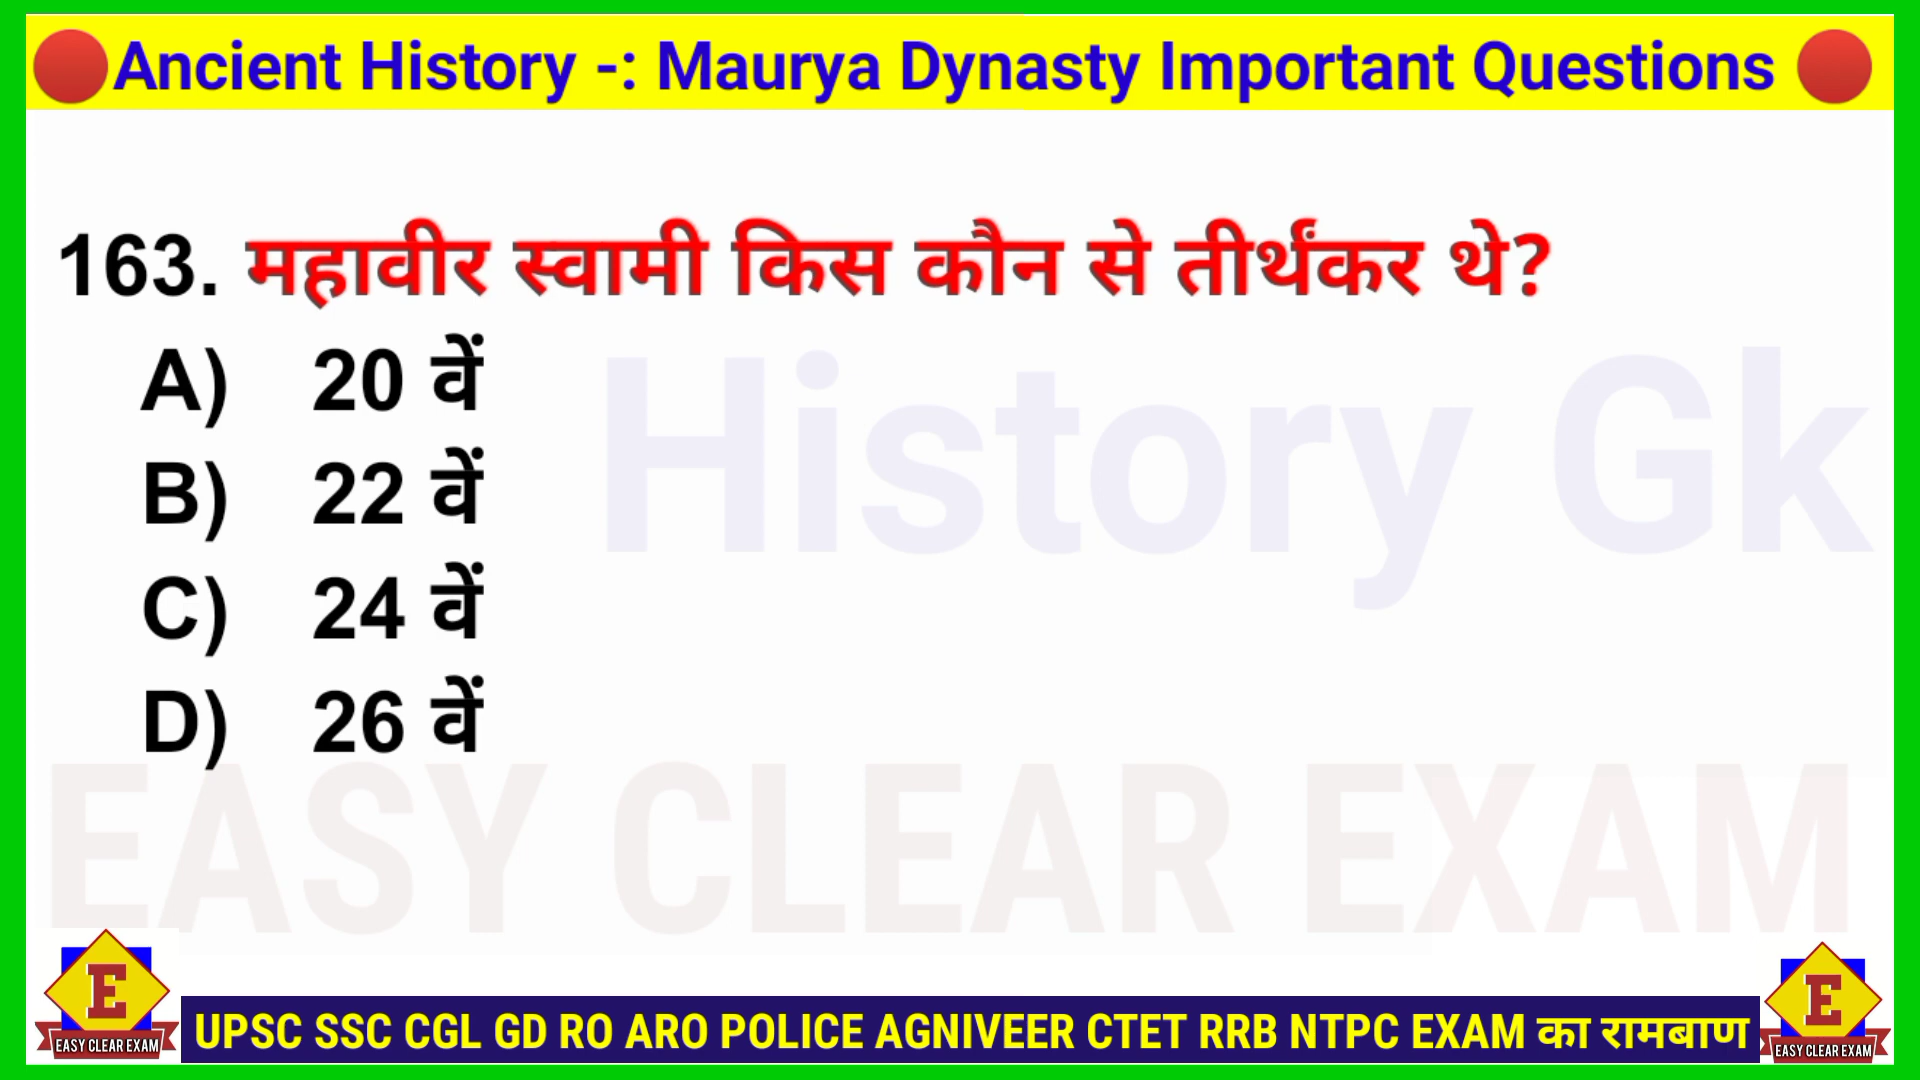 Ancient History -: Maurya Dynasty Important Questions
163. महावीर स्वामी किस कौन से तीर्थंकर थे?
A) 20 वें
B) 22 वें
C) 24 वें
D) 26 वें
History Gk
EASY CLEAR EXAM
E
EASY CLEAR EXAM
UPSC SSC CGL GD RO ARO POLICE AGNIVEER CTET RRB NTPC EXAM का रामबाण
E
EASY CLEAR EXAM